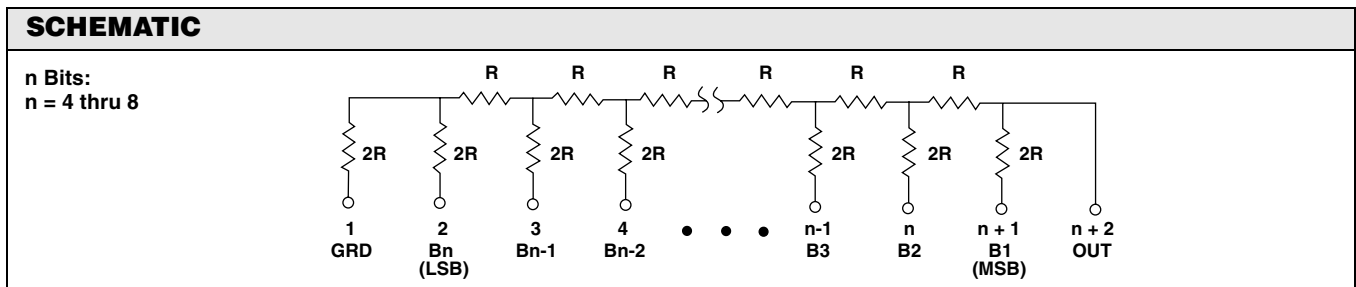 SCHEMATIC
n Bits:
n = 4 thru 8
R R R R R R
2R 2R 2R 2R 2R 2R 2R
1 2 3 4 n-1 n n + 1 n + 2
GRD Bn Bn-1 Bn-2 B3 B2 B1 OUT
(LSB) (MSB)